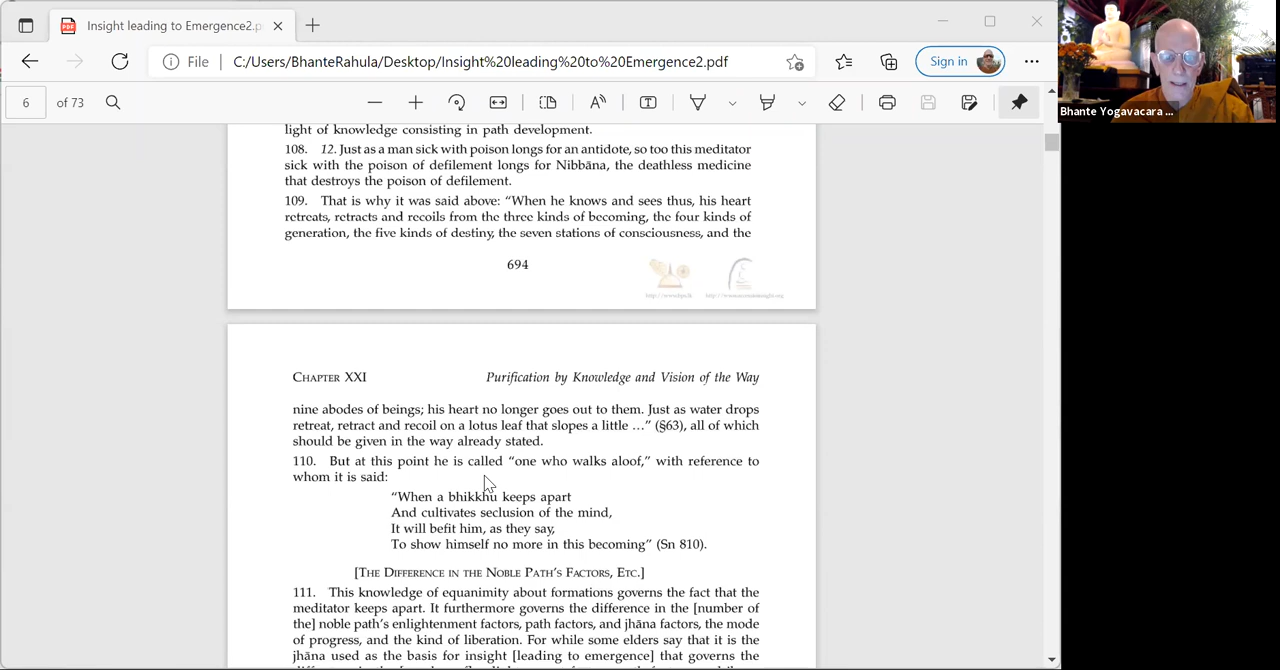 Insight leading to Emergence2.p
File
C:/Users/BhanteRahula/Desktop/Insight%20leading%20to%20Emergence2.pdf
Sign in
6 of 73
Bhante Yogavacara ...
light of knowledge consisting in path development.
108. 12. Just as a man sick with poison longs for an antidote, so too this meditator
sick with the poison of defilement longs for Nibbāna, the deathless medicine
that destroys the poison of defilement.
109. That is why it was said above: “When he knows and sees thus, his heart
retreats, retracts and recoils from the three kinds of becoming, the four kinds of
generation, the five kinds of destiny, the seven stations of consciousness, and the
694
CHAPTER XXI
Purification by Knowledge and Vision of the Way
nine abodes of beings; his heart no longer goes out to them. Just as water drops
retreat, retract and recoil on a lotus leaf that slopes a little …” (§63), all of which
should be given in the way already stated.
110. But at this point he is called “one who walks aloof,” with reference to
whom it is said:
“When a bhikkhu keeps apart
And cultivates seclusion of the mind,
It will befit him, as they say,
To show himself no more in this becoming” (Sn 810).
[THE DIFFERENCE IN THE NOBLE PATH’S FACTORS, ETC.]
111. This knowledge of equanimity about formations governs the fact that the
meditator keeps apart. It furthermore governs the difference in the [number of
the] noble path’s enlightenment factors, path factors, and jhāna factors, the mode
of progress, and the kind of liberation. For while some elders say that it is the
jhāna used as the basis for insight [leading to emergence] that governs the